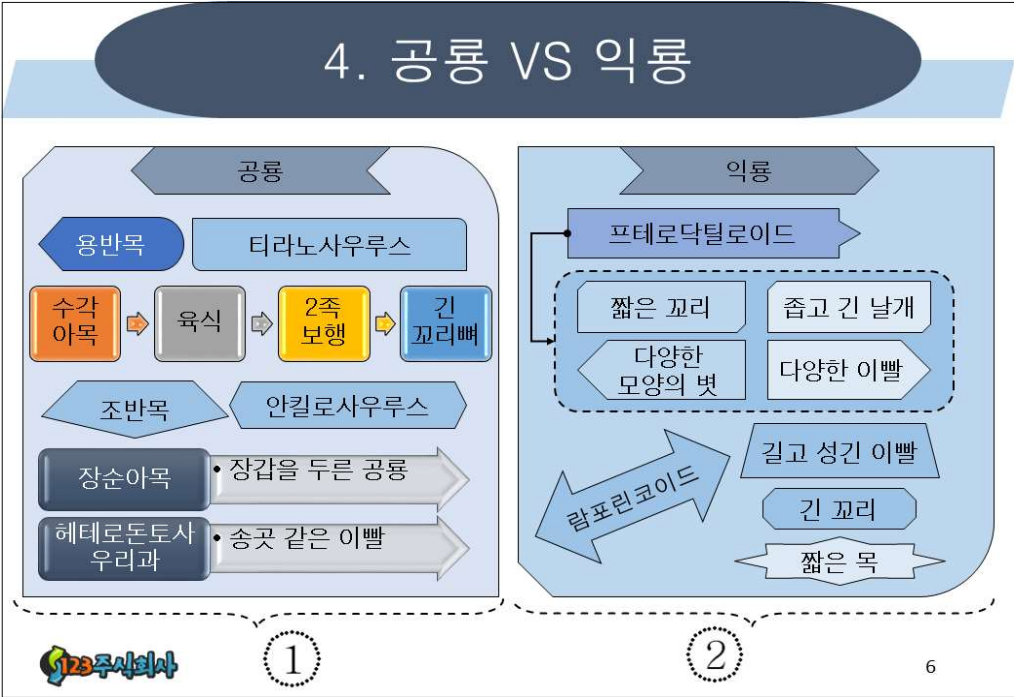 4. 공룡 VS 익룡
공룡
용반목
티라노사우루스
수각
아목
육식
2족
보행
긴
꼬리뼈
조반목
안킬로사우루스
장순아목
• 장갑을 두른 공룡
헤테로돈토사
우리과
• 송곳 같은 이빨
익룡
프테로닥틸로이드
짧은 꼬리
좁고 긴 날개
다양한
모양의 볏
다양한 이빨
람포린코이드
길고 성긴 이빨
긴 꼬리
짧은 목
1
2
123주식회사
6